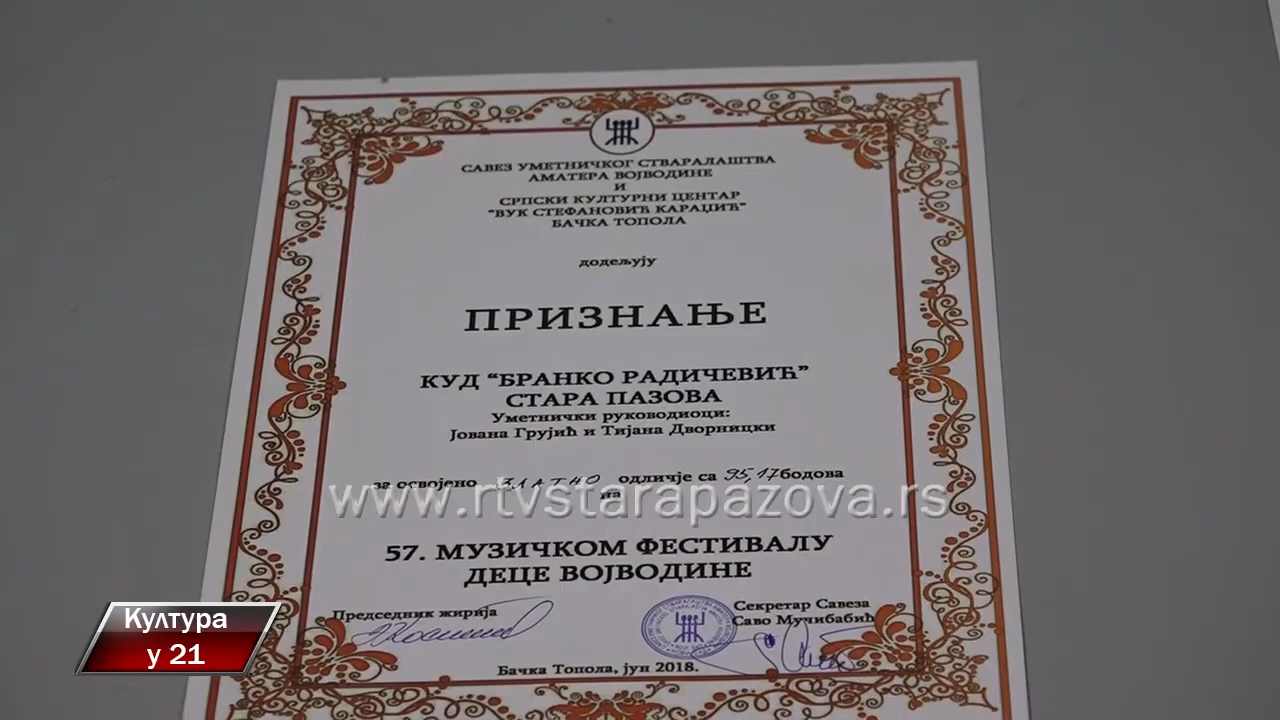 САВЕЗ УМЕТНИЧКОГ СТВАРАЛАШТВА
АМАТЕРА ВОЈВОДИНЕ
И
СРПСКИ КУЛТУРНИ ЦЕНТАР
"ВУК СТЕФАНОВИЋ КАРАЏИЋ"
БАЧКА ТОПОЛА
додељују
ПРИЗНАЊЕ
КУД “БРАНКО РАДИЧЕВИЋ”
СТАРА ПАЗОВА
Уметнички руководиоци:
Јована Грујић и Тијана Дворницки
за освојено ЗЛАТНО одличје са 95,17 бодова
на
www.rtvstarapazova.rs
57. МУЗИЧКОМ ФЕСТИВАЛУ
ДЕЦЕ ВОЈВОДИНЕ
Председник жирија
Секретар Савеза
Саво Мучибабић
Бачка Топола, јун 2018.
Култура
у 21